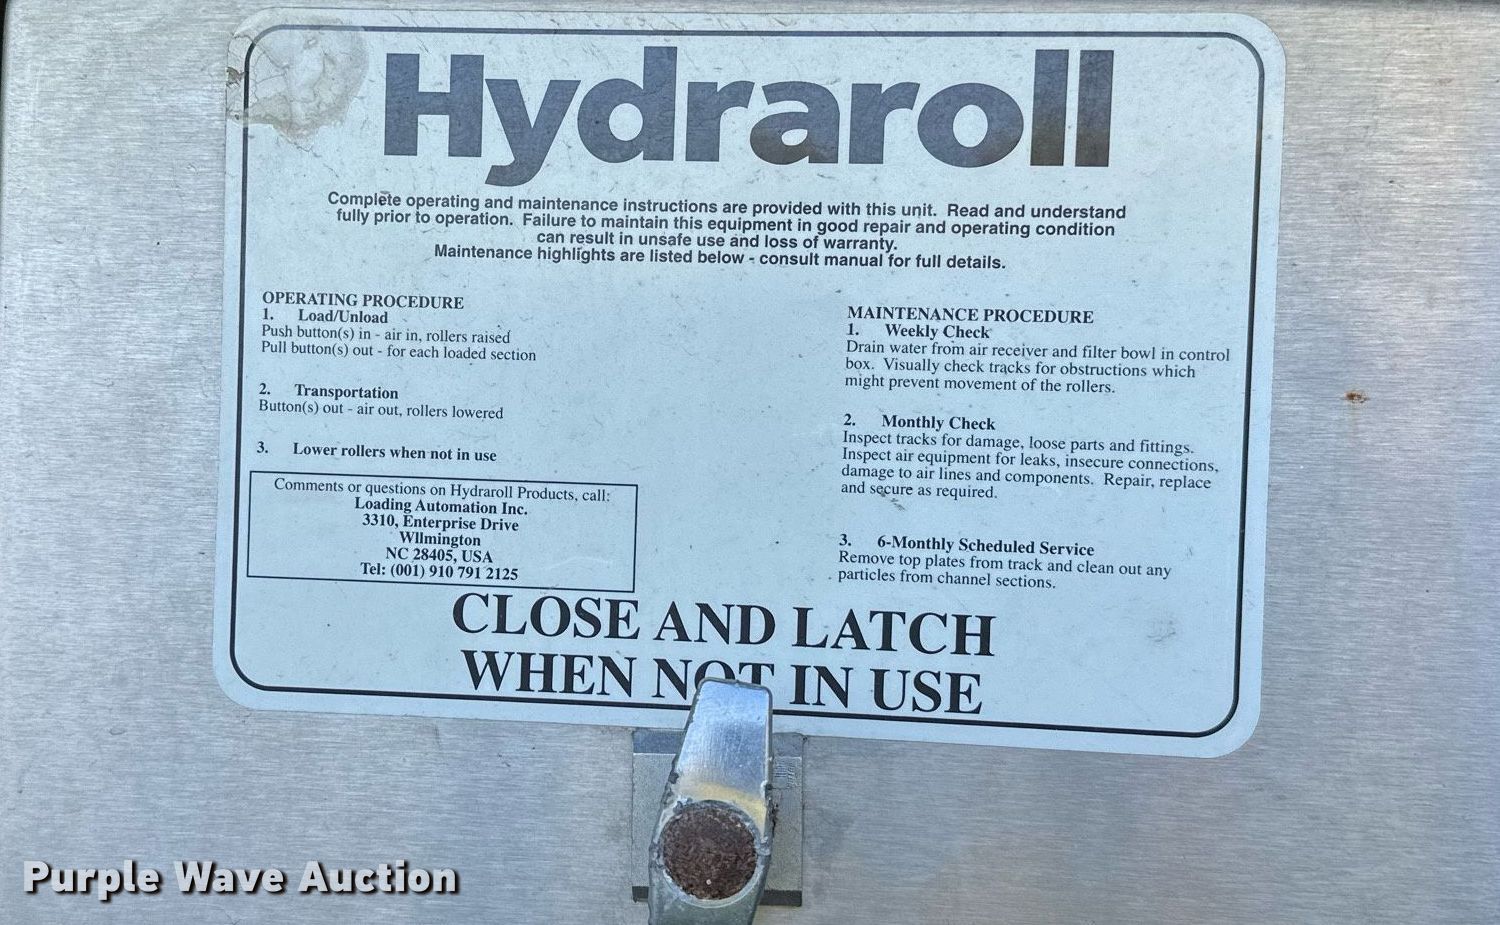 Hydraroll
Complete operating and maintenance instructions are provided with this unit. Read and understand
fully prior to operation. Failure to maintain this equipment in good repair and operating condition
can result in unsafe use and loss of warranty.
Maintenance highlights are listed below - consult manual for full details.
OPERATING PROCEDURE
1. Load/Unload
Push button(s) in - air in, rollers raised
Pull button(s) out - for each loaded section
2. Transportation
Button(s) out - air out, rollers lowered
3. Lower rollers when not in use
Comments or questions on Hydraroll Products, call:
Loading Automation Inc.
3310, Enterprise Drive
WIlmington
NC 28405, USA
Tel: (001) 910 791 2125
MAINTENANCE PROCEDURE
1. Weekly Check
Drain water from air receiver and filter bowl in control
box. Visually check tracks for obstructions which
might prevent movement of the rollers.
2. Monthly Check
Inspect tracks for damage, loose parts and fittings.
Inspect air equipment for leaks, insecure connections,
damage to air lines and components. Repair, replace
and secure as required.
3. 6-Monthly Scheduled Service
Remove top plates from track and clean out any
particles from channel sections.
CLOSE AND LATCH
WHEN NOT IN USE
Purple Wave Auction